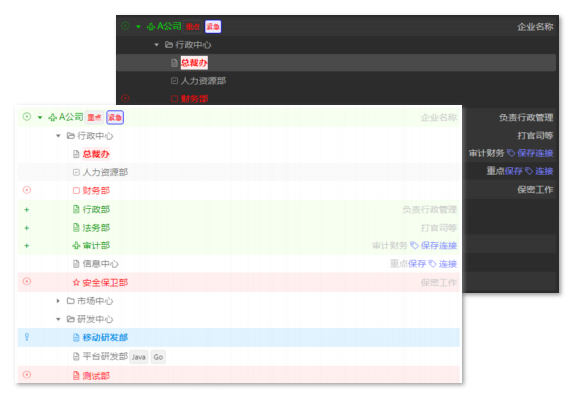 A公司 重点 紧急 企业名称
行政中心
总裁办
人力资源部
财务部
负责行政管理
打官司等
审计财务 保存连接
重点保存 连接
保密工作
A公司 重点 紧急 企业名称
行政中心
总裁办
人力资源部
财务部
行政部 负责行政管理
法务部 打官司等
审计部 审计财务 保存连接
信息中心 重点保存 连接
安全保卫部 保密工作
市场中心
研发中心
移动研发部
平台研发部 Java Go
测试部